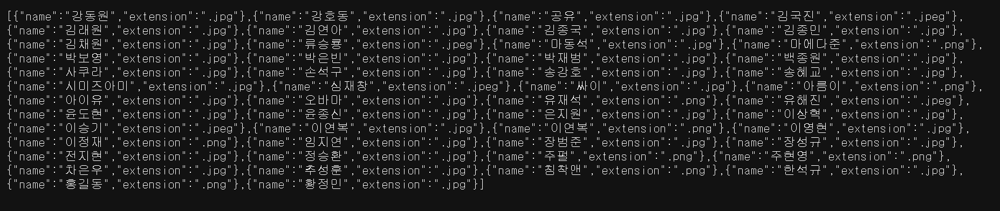 [{"name":"강동원","extension":".jpg"},{"name":"강호동","extension":".jpg"},{"name":"공유","extension":".jpg"},{"name":"김국진","extension":".jpeg"},
{"name":"김래원","extension":".jpg"},{"name":"김연아","extension":".jpg"},{"name":"김종국","extension":".jpg"},{"name":"김종민","extension":".jpg"},
{"name":"김채원","extension":".jpg"},{"name":"류승룡","extension":".jpeg"},{"name":"마동석","extension":".jpg"},{"name":"마에다준","extension":".png"},
{"name":"박보영","extension":".jpg"},{"name":"박은빈","extension":".jpg"},{"name":"박재범","extension":".jpg"},{"name":"백종원","extension":".jpg"},
{"name":"사쿠라","extension":".jpg"},{"name":"손석구","extension":".jpg"},{"name":"송강호","extension":".jpg"},{"name":"송혜교","extension":".jpg"},
{"name":"시미즈아미","extension":".jpg"},{"name":"심재창","extension":".jpeg"},{"name":"싸이","extension":".jpg"},{"name":"아름이","extension":".png"},
{"name":"아이유","extension":".jpg"},{"name":"오바마","extension":".jpg"},{"name":"유재석","extension":".png"},{"name":"유해진","extension":".jpeg"},
{"name":"윤도현","extension":".jpg"},{"name":"윤종신","extension":".jpg"},{"name":"은지원","extension":".jpg"},{"name":"이상혁","extension":".jpg"},
{"name":"이승기","extension":".jpeg"},{"name":"이연복","extension":".jpg"},{"name":"이연복","extension":".png"},{"name":"이영현","extension":".jpg"},
{"name":"이정재","extension":".png"},{"name":"임지연","extension":".jpg"},{"name":"장범준","extension":".jpg"},{"name":"장성규","extension":".jpg"},
{"name":"전지현","extension":".jpg"},{"name":"정승환","extension":".jpg"},{"name":"주펄","extension":".png"},{"name":"주현영","extension":".png"},
{"name":"차은우","extension":".jpg"},{"name":"추성훈","extension":".jpg"},{"name":"침착맨","extension":".png"},{"name":"한석규","extension":".jpg"},
{"name":"홍길동","extension":".png"},{"name":"황정민","extension":".jpg"}]